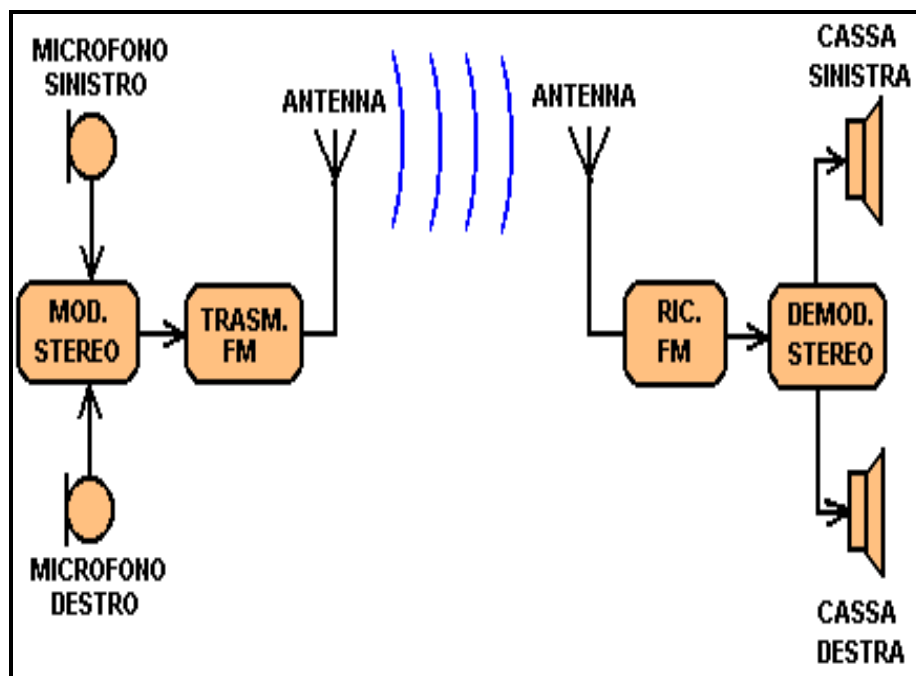 MICROFONO
SINISTRO
ANTENNA
ANTENNA
CASSA
SINISTRA
MOD.
STEREO
TRASM.
FM
RIC.
FM
DEMOD.
STEREO
MICROFONO
DESTRO
CASSA
DESTRA